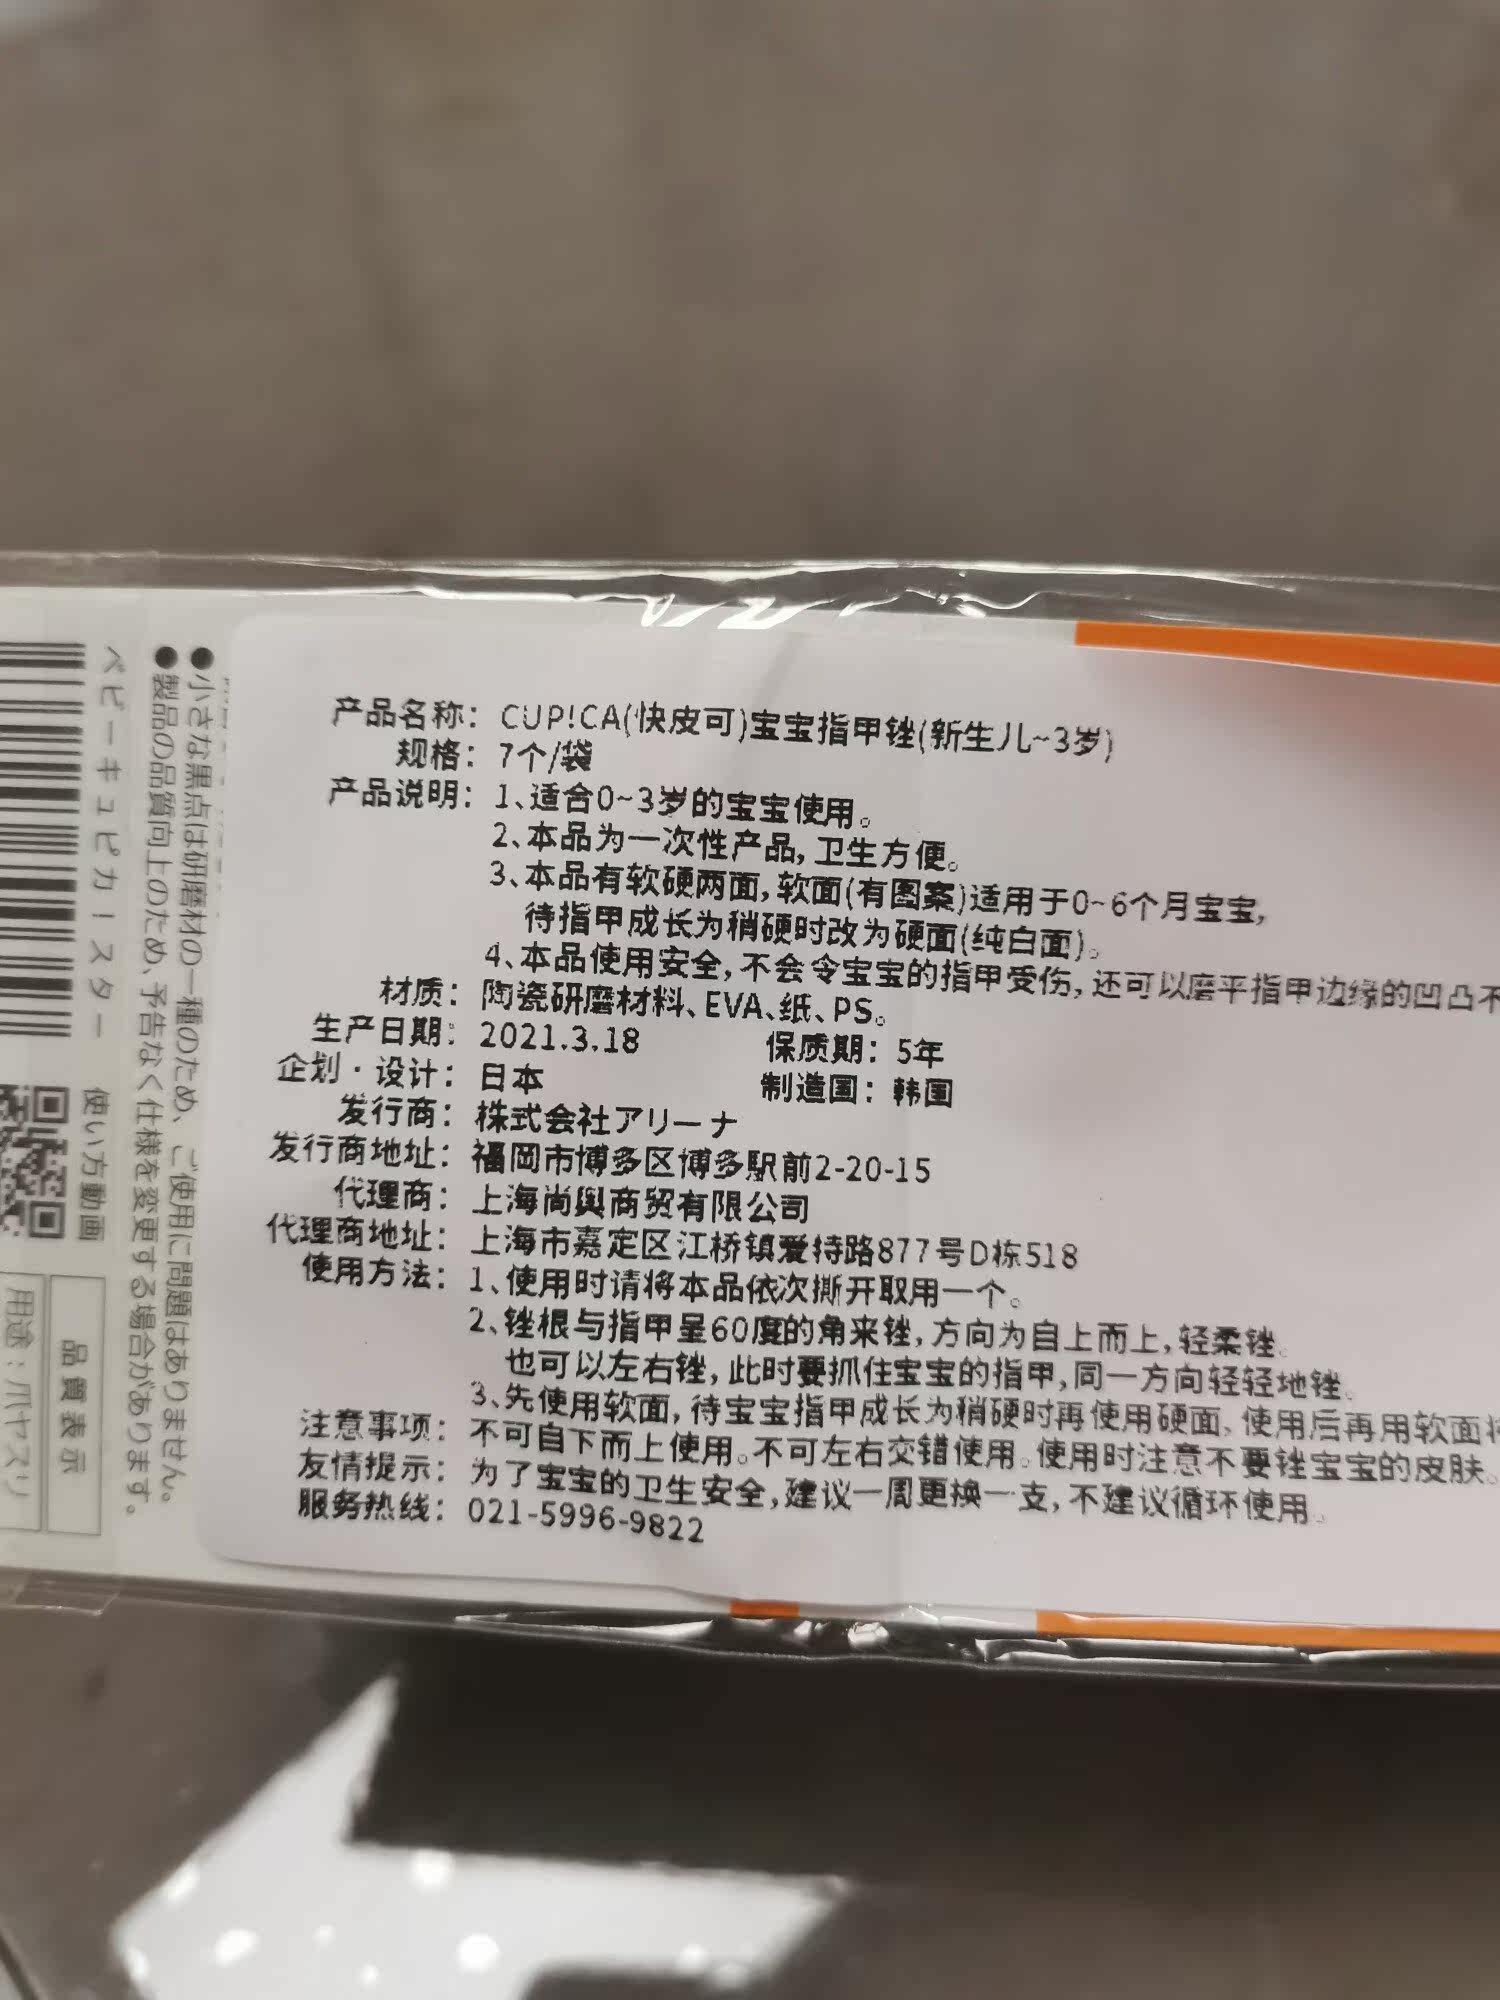 产品名称：CUP!CA(快皮可)宝宝指甲锉(新生儿~3岁)
规格：7个/袋
产品说明：1、适合0~3岁的宝宝使用。
2、本品为一次性产品,卫生方便。
3、本品有软硬两面,软面(有图案)适用于0~6个月宝宝,
待指甲成长为稍硬时改为硬面(纯白面)。
4、本品使用安全,不会令宝宝的指甲受伤,还可以磨平指甲边缘的凹凸不
材质：陶瓷研磨材料、EVA、纸、PS。
生产日期：2021.3.18 保质期：5年
企划·设计：日本 制造国：韩国
发行商：株式会社アリーナ
发行商地址：福岡市博多区博多駅前2-20-15
代理商：上海尚舆商贸有限公司
代理商地址：上海市嘉定区江桥镇爱特路877号D栋518
使用方法：1、使用时请将本品依次撕开取用一个。
2、锉根与指甲呈60度的角来锉,方向为自上而上,轻柔锉。
也可以左右锉,此时要抓住宝宝的指甲,同一方向轻轻地锉。
3、先使用软面,待宝宝指甲成长为稍硬时再使用硬面,使用后再用软面将
注意事项：不可自下而上使用。不可左右交错使用。使用时注意不要锉宝宝的皮肤。
友情提示：为了宝宝的卫生安全,建议一周更换一支,不建议循环使用。
服务热线：021-5996-9822
●小さな黒点は研磨材の一種のため、ご使用に問題はありません。
●製品の品質向上のため、予告なく仕様を変更する場合があります。
ベビーキュピカースター
使い方動画
品質表示
用途：爪ヤスリ